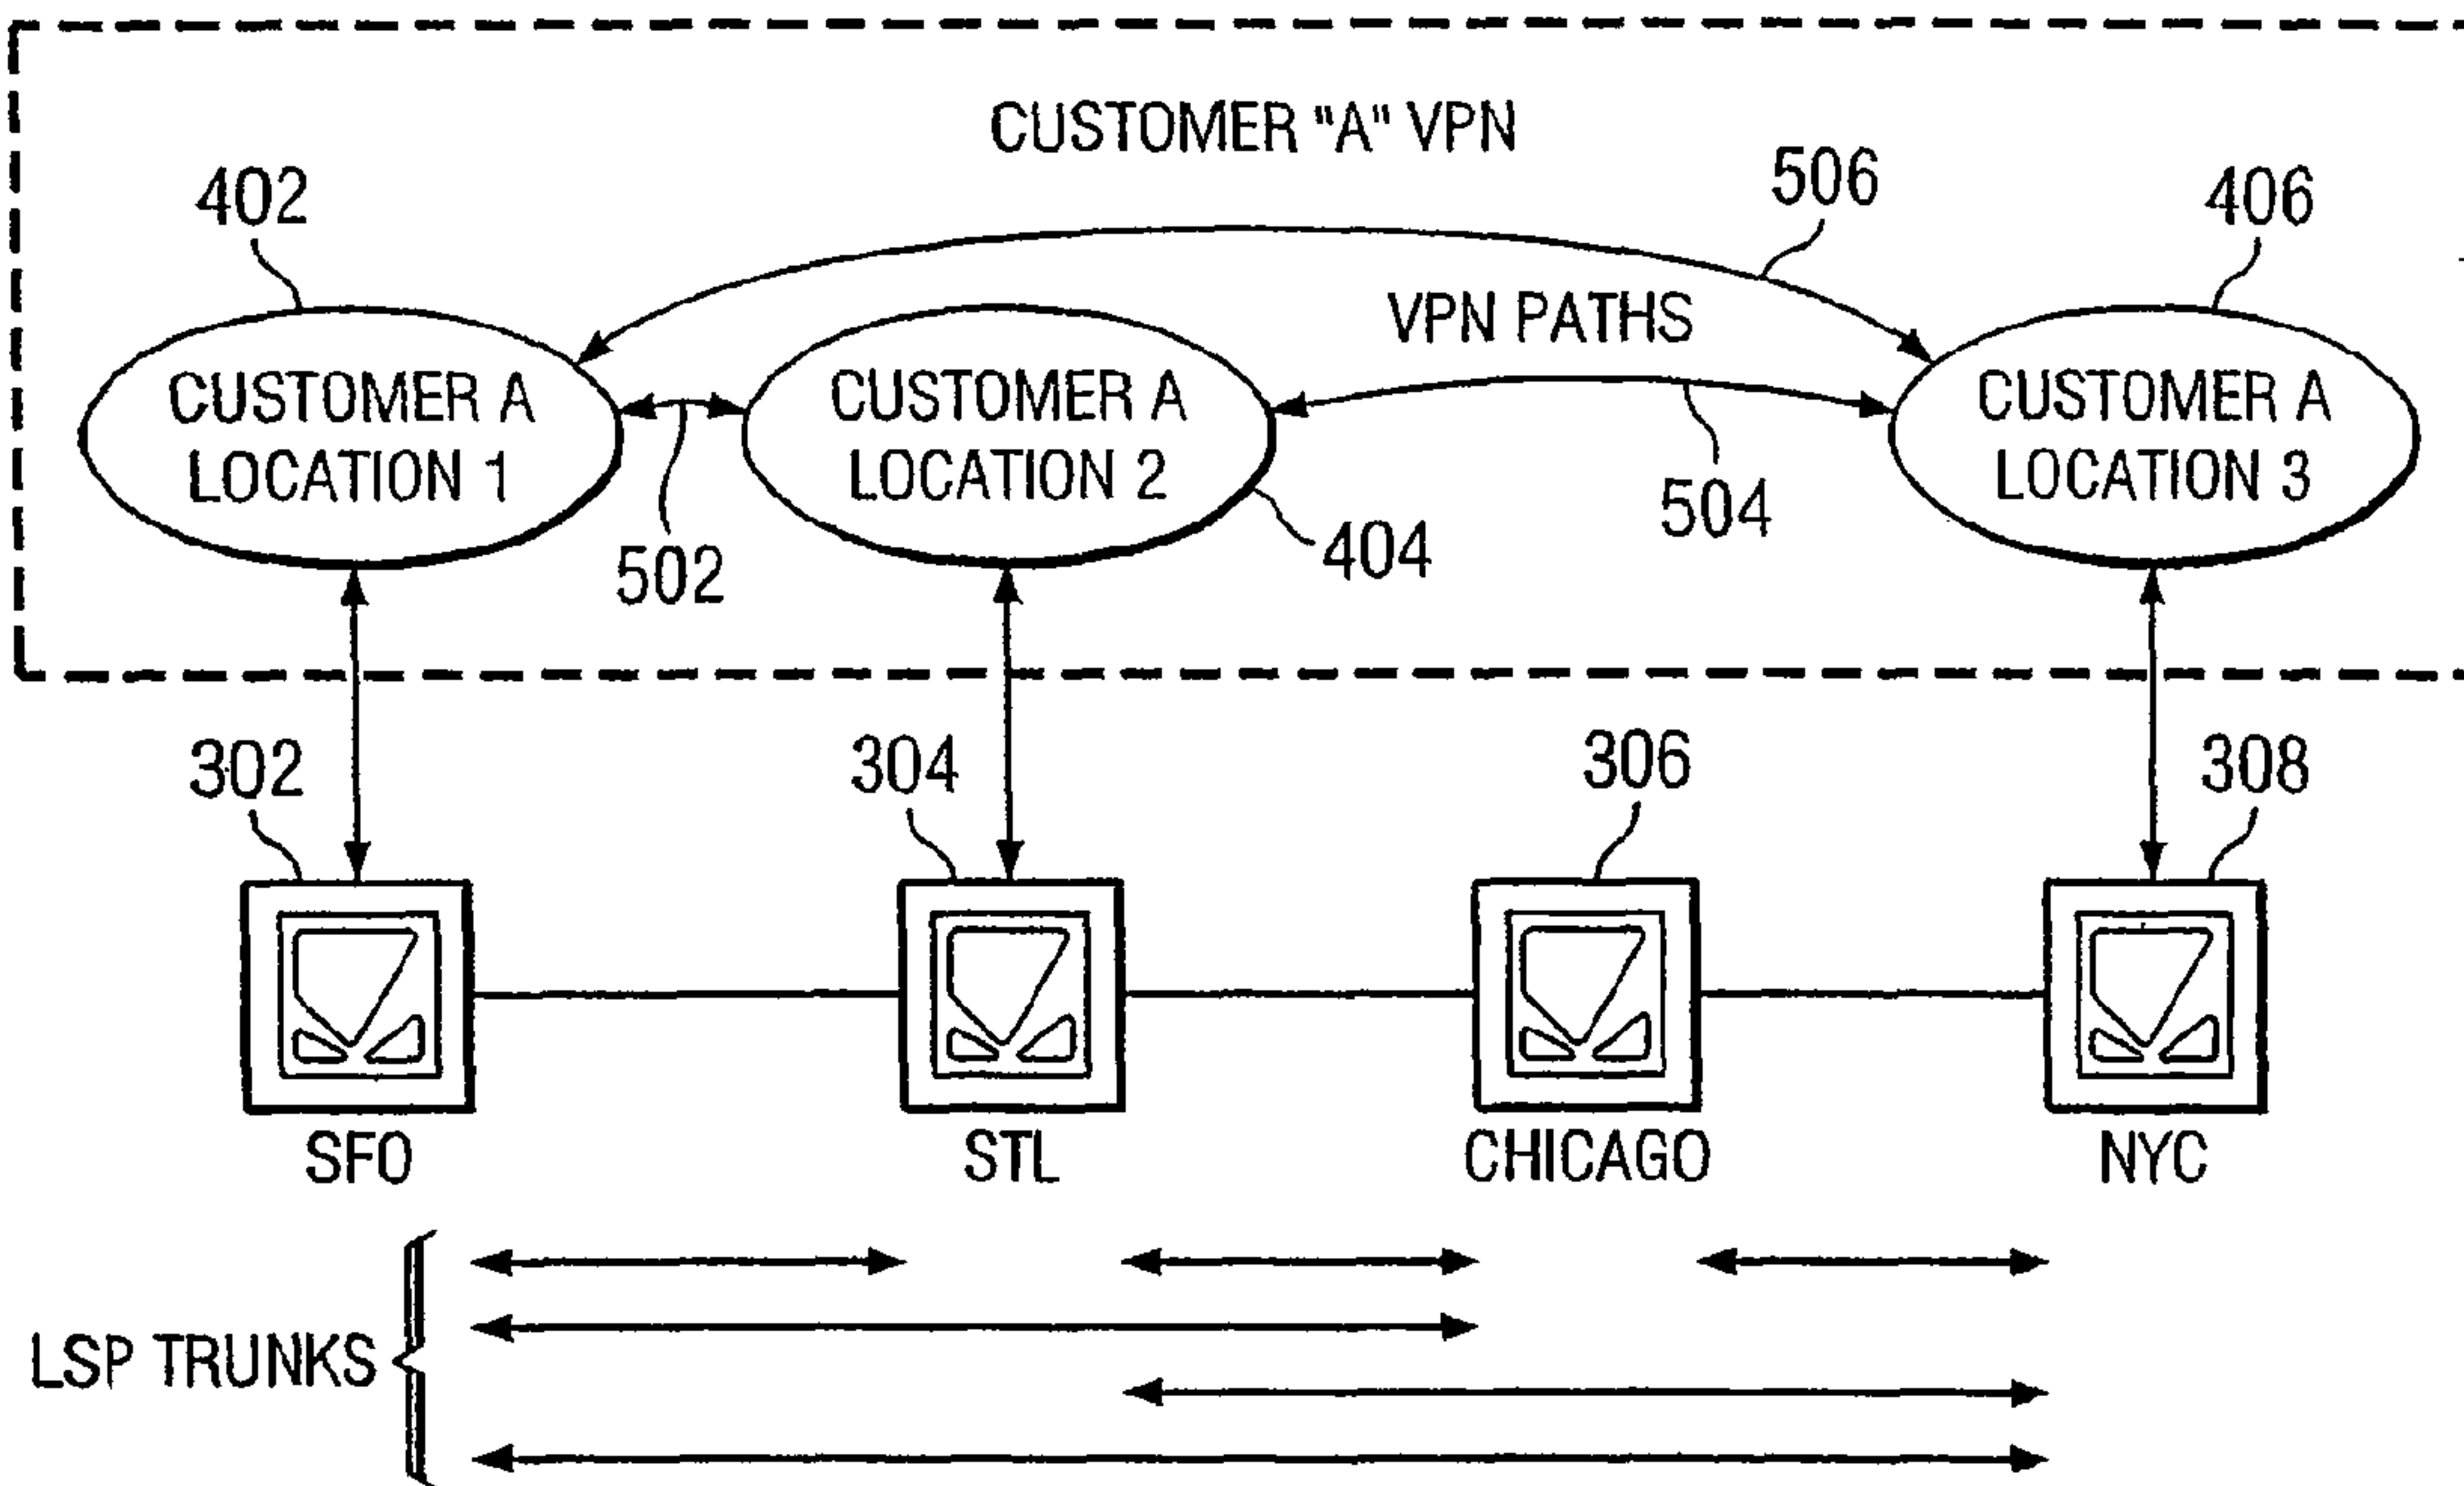 CUSTOMER "A" VPN
506
402
406
VPN PATHS
CUSTOMER A
LOCATION 1
CUSTOMER A
LOCATION 2
CUSTOMER A
LOCATION 3
502
404
504
302
304
306
308
SFO
STL
CHICAGO
NYC
LSP TRUNKS